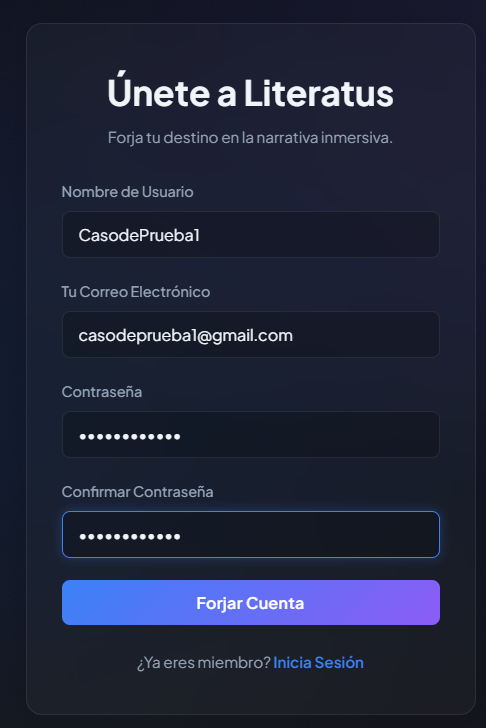 Únete a Literatus
Forja tu destino en la narrativa inmersiva.
Nombre de Usuario
CasodePrueba1
Tu Correo Electrónico
casodeprueba1@gmail.com
Contraseña
••••••••••••
Confirmar Contraseña
••••••••••••
Forjar Cuenta
¿Ya eres miembro? Inicia Sesión